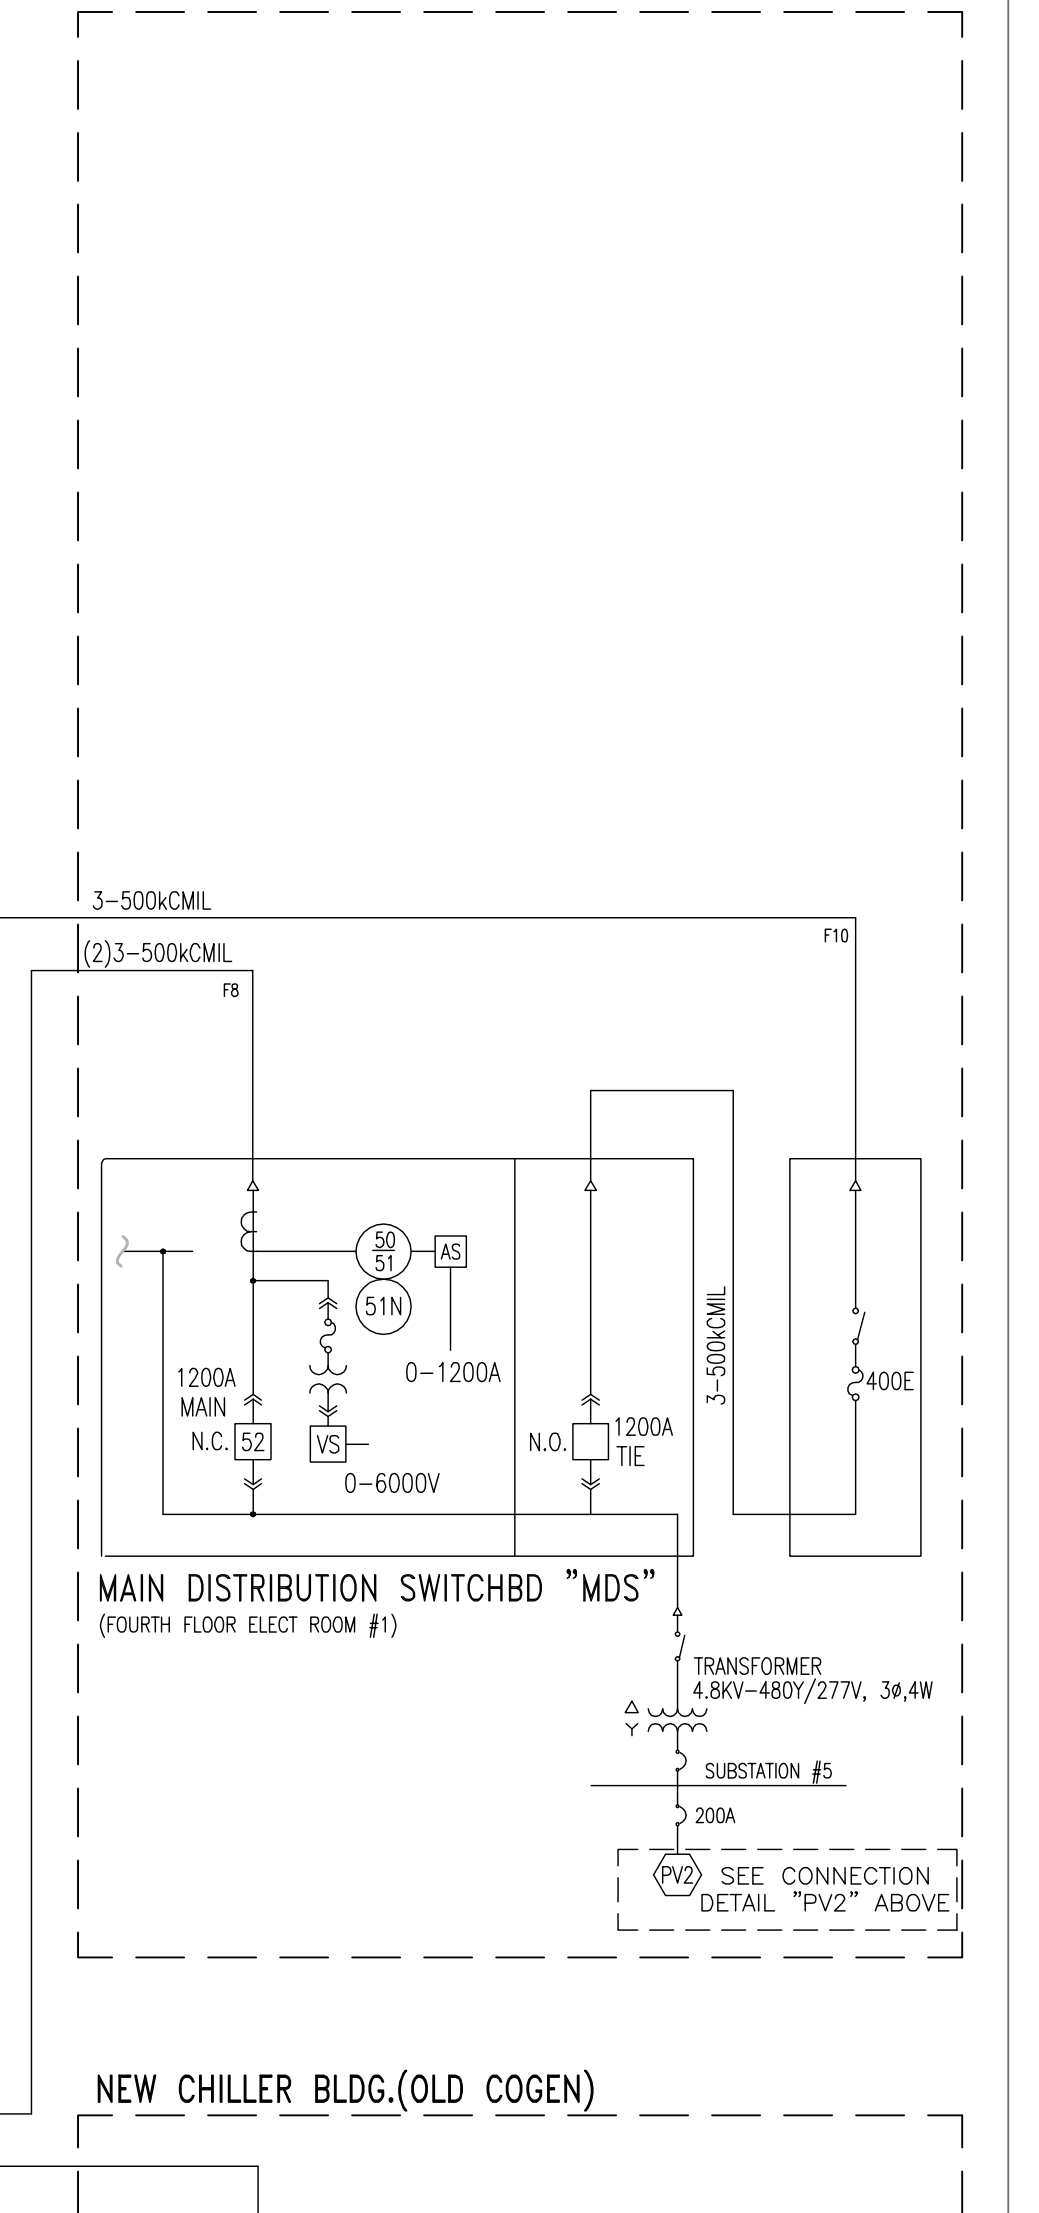 3-500kCMIL
F10
(2)3-500kCMIL
F8
50
51
AS
51N
0-1200A
3-500kCMIL
400E
1200A
MAIN
N.C. 52
VS
0-6000V
N.O.
1200A
TIE
MAIN DISTRIBUTION SWITCHBD "MDS"
(FOURTH FLOOR ELECT ROOM #1)
TRANSFORMER
4.8KV-480Y/277V, 3ø,4W
SUBSTATION #5
200A
PV2
SEE CONNECTION
DETAIL "PV2" ABOVE
NEW CHILLER BLDG.(OLD COGEN)